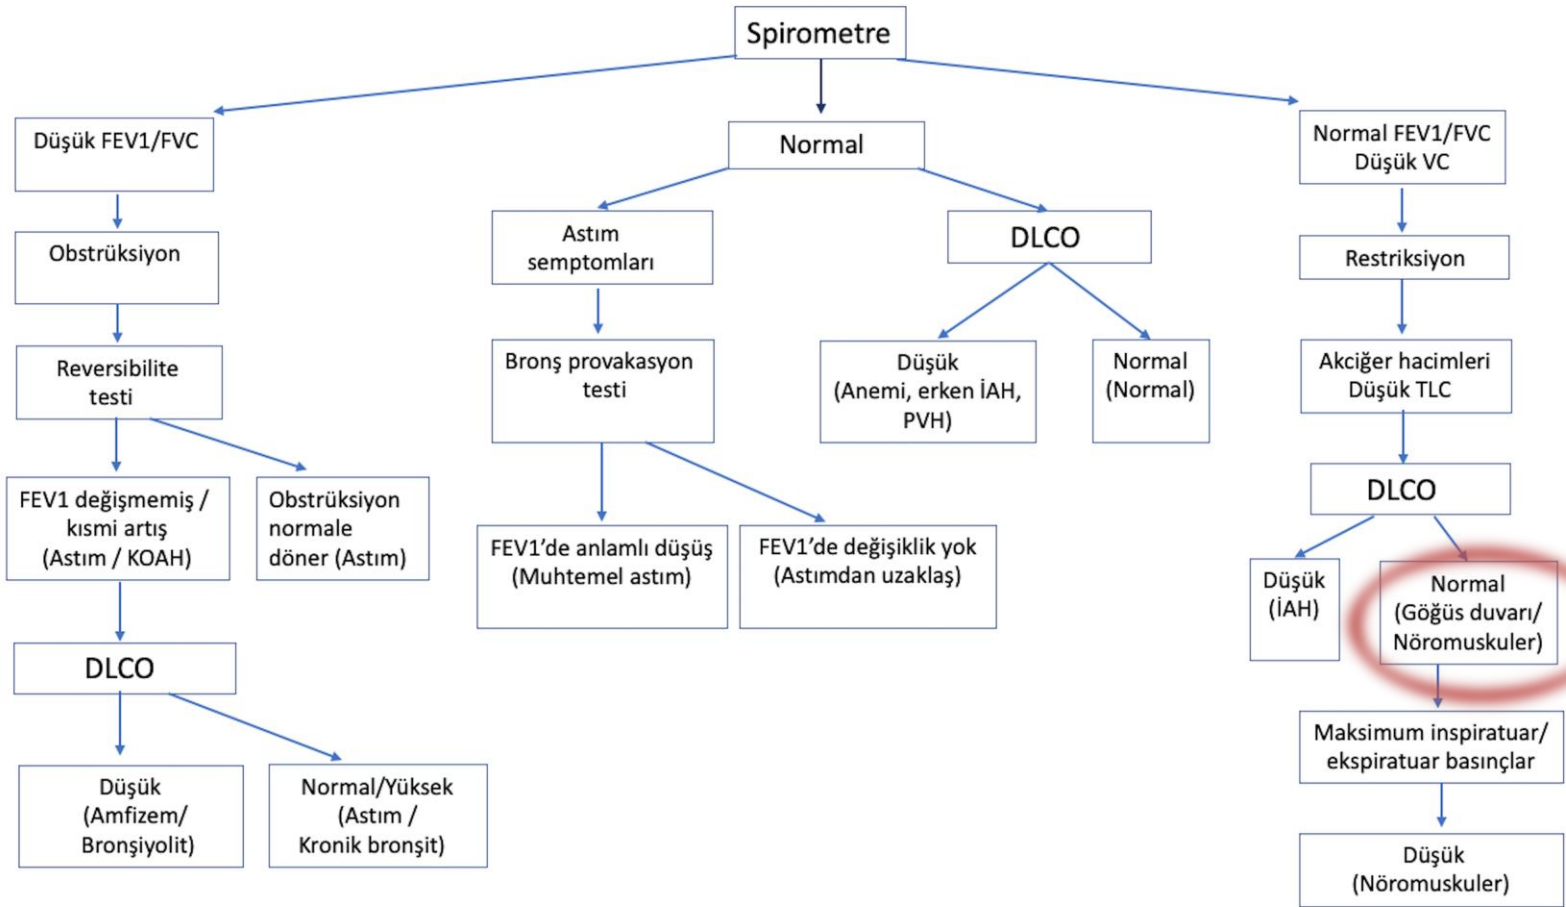 Spirometre
Düşük FEV1/FVC
Normal
Normal FEV1/FVC
Düşük VC
Obstrüksiyon
Astım
semptomları
DLCO
Restriksiyon
Reversibilite
testi
Bronş provakasyon
testi
Düşük
(Anemi, erken İAH,
PVH)
Normal
(Normal)
Akciğer hacimleri
Düşük TLC
FEV1 değişmemiş /
kısmi artış
(Astım / KOAH)
Obstrüksiyon
normale
döner (Astım)
FEV1’de anlamlı düşüş
(Muhtemel astım)
FEV1’de değişiklik yok
(Astımdan uzaklaş)
DLCO
Düşük
(İAH)
Normal
(Göğüs duvarı/
Nöromuskuler)
DLCO
Düşük
(Amfizem/
Bronşiyolit)
Normal/Yüksek
(Astım /
Kronik bronşit)
Maksimum inspiratuar/
ekspiratuar basınçlar
Düşük
(Nöromuskuler)